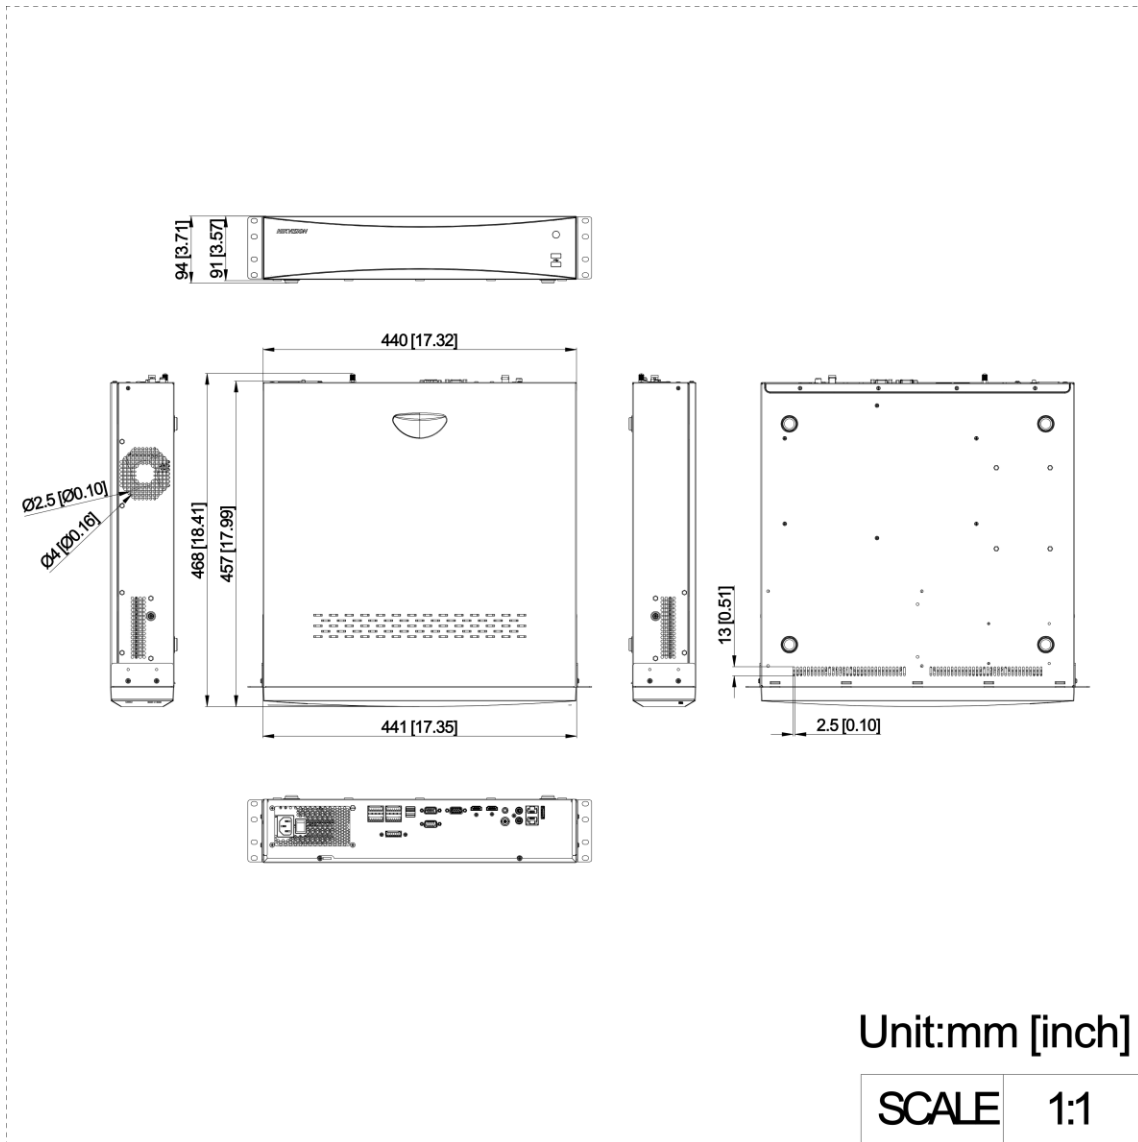 94 [3.71]
91 [3.57]
HIKVISION
440 [17.32]
Ø2.5 [Ø0.10]
Ø4 [Ø0.16]
468 [18.41]
457 [17.99]
13 [0.51]
441 [17.35]
2.5 [0.10]
Unit:mm [inch]
SCALE 1:1